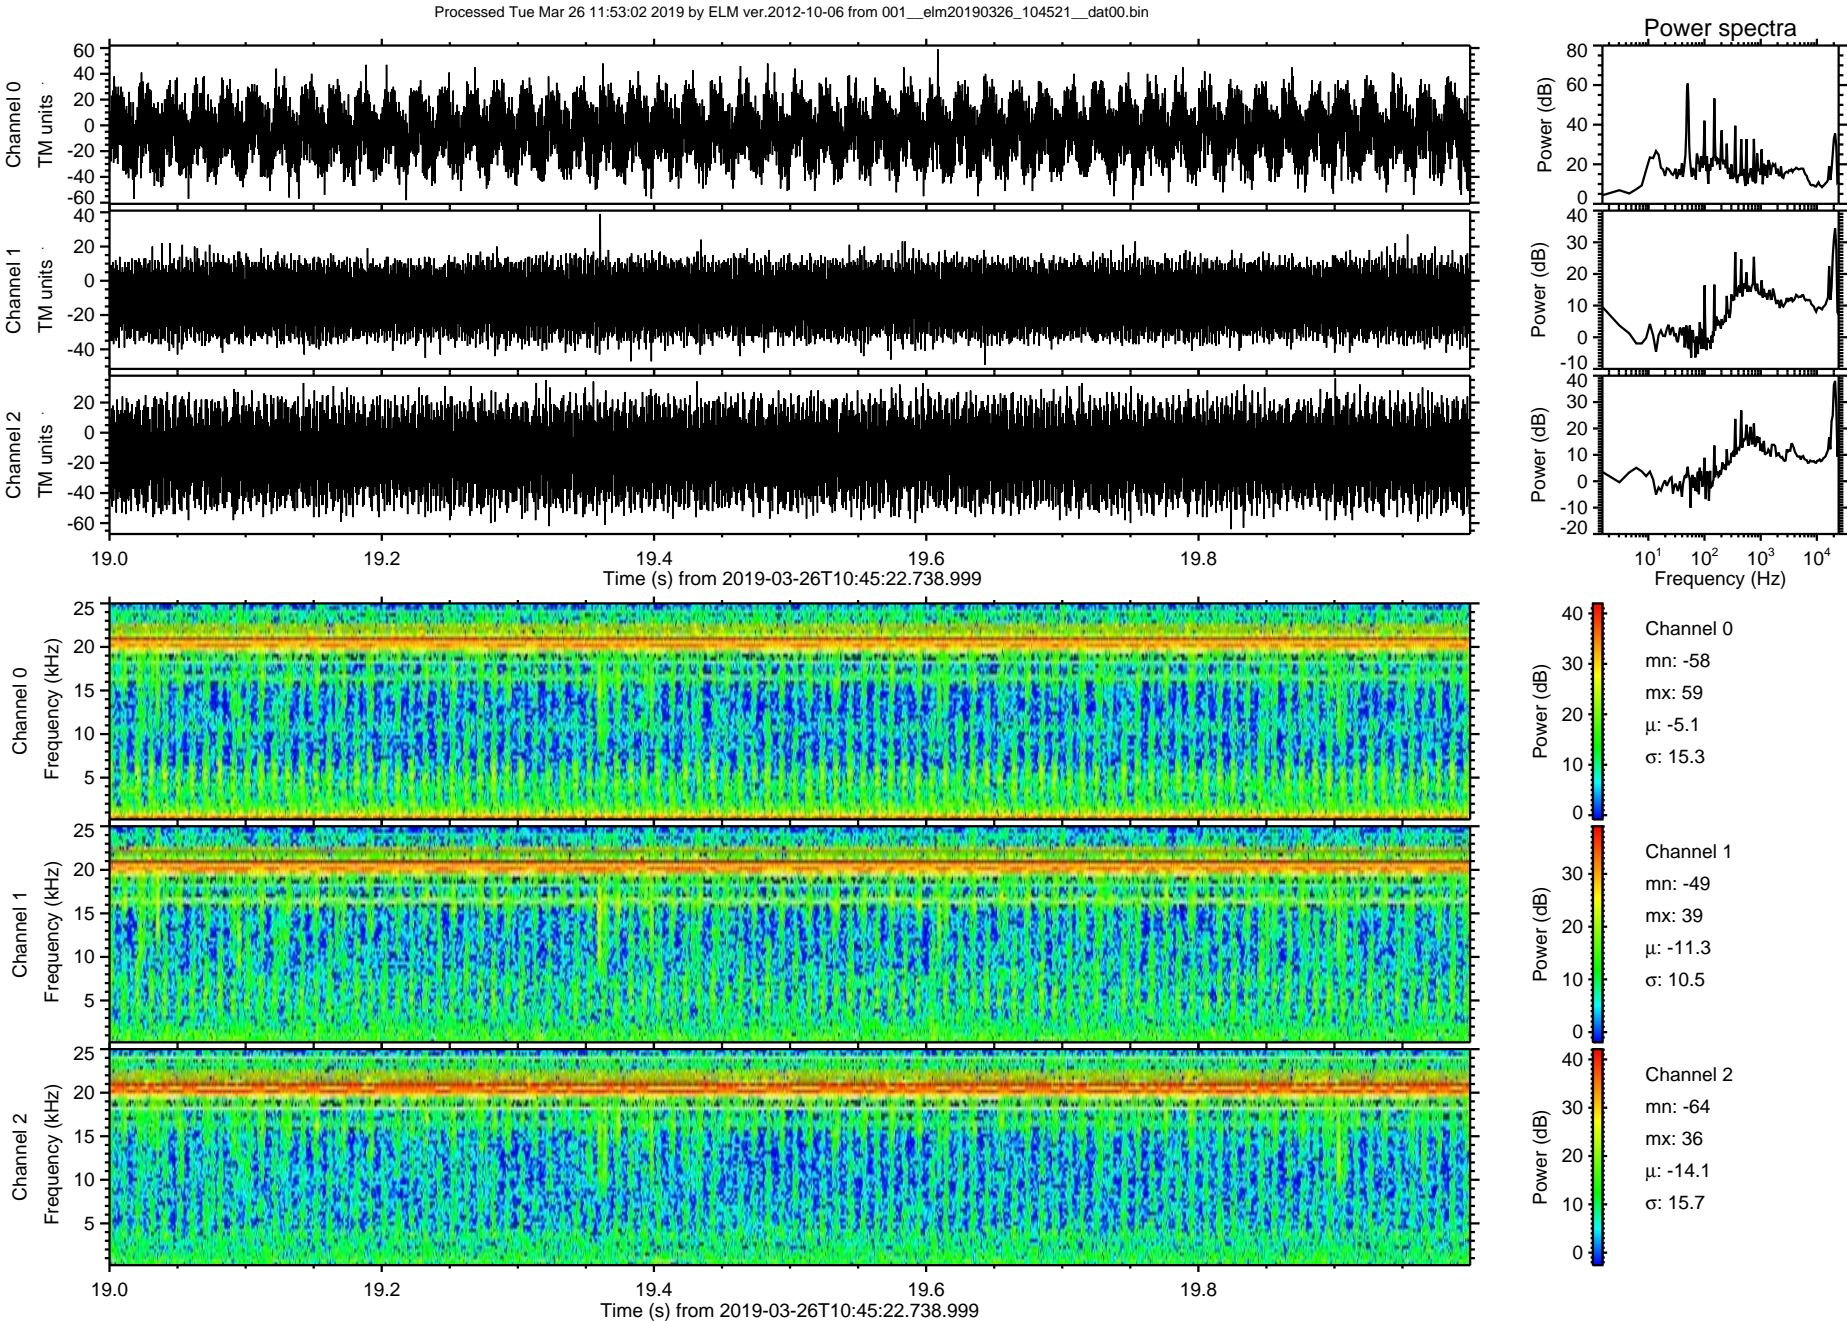 Processed Tue Mar 26 11:53:02 2019 by ELM ver.2012-10-06 from 001__elm20190326_104521__dat00.bin
Power spectra
Channel 0
TM units
60
40
20
0
-20
-40
-60
Power (dB)
80
60
40
20
0
Channel 1
TM units
40
20
0
-20
-40
Power (dB)
40
30
20
10
0
-10
Channel 2
TM units
20
0
-20
-40
-60
Power (dB)
40
30
20
10
0
-10
-20
19.0 19.2 19.4 19.6 19.8
Time (s) from 2019-03-26T10:45:22.738.999
10¹ 10² 10³ 10⁴
Frequency (Hz)
Channel 0
Frequency (kHz)
25
20
15
10
5
Power (dB)
40
30
20
10
0
Channel 0
mn: -58
mx: 59
µ: -5.1
σ: 15.3
Channel 1
Frequency (kHz)
25
20
15
10
5
Power (dB)
30
20
10
0
Channel 1
mn: -49
mx: 39
µ: -11.3
σ: 10.5
Channel 2
Frequency (kHz)
25
20
15
10
5
Power (dB)
40
30
20
10
0
Channel 2
mn: -64
mx: 36
µ: -14.1
σ: 15.7
19.0 19.2 19.4 19.6 19.8
Time (s) from 2019-03-26T10:45:22.738.999